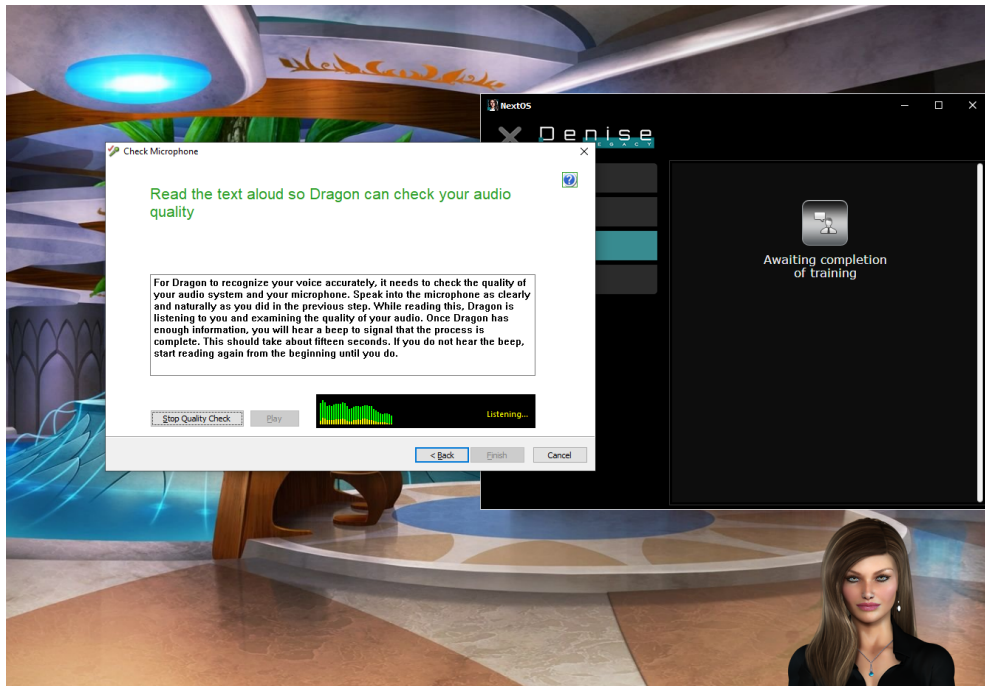 NextOS
Denise
LEGACY
Check Microphone
Read the text aloud so Dragon can check your audio
quality
For Dragon to recognize your voice accurately, it needs to check the quality of
your audio system and your microphone. Speak into the microphone as clearly
and naturally as you did in the previous step. While reading this, Dragon is
listening to you and examining the quality of your audio. Once Dragon has
enough information, you will hear a beep to signal that the process is
complete. This should take about fifteen seconds. If you do not hear the beep,
start reading again from the beginning until you do.
Stop Quality Check
Play
Listening...
< Back
Finish
Cancel
Awaiting completion
of training